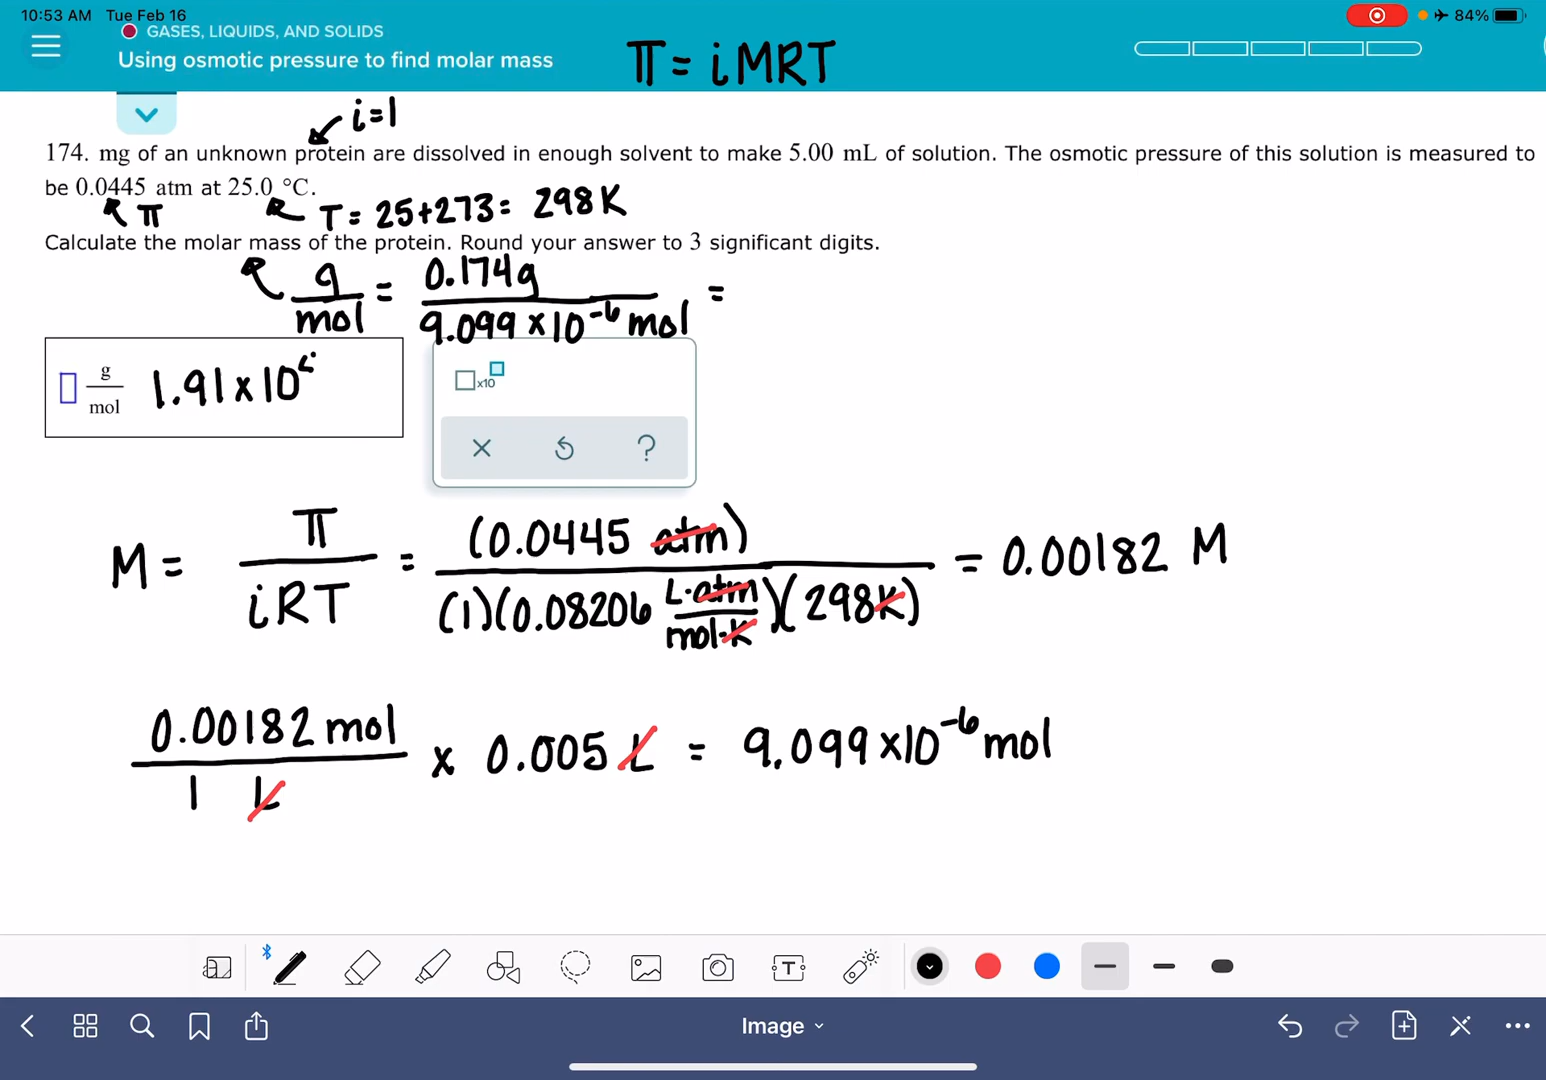 10:53 AM Tue Feb 16
84%
GASES, LIQUIDS, AND SOLIDS
Using osmotic pressure to find molar mass
π = iMRT
i=1
174. mg of an unknown protein are dissolved in enough solvent to make 5.00 mL of solution. The osmotic pressure of this solution is measured to
be 0.0445 atm at 25.0 °C.
π
T = 25+273= 298K
Calculate the molar mass of the protein. Round your answer to 3 significant digits.
g/mol = 0.174g / 9.099 x 10⁻⁶ mol =
g/mol 1.91 x 10
x10
?
M = π / iRT = (0.0445 atm) / (1)(0.08206 L·atm/mol·K)(298K) = 0.00182 M
0.00182 mol / 1 L x 0.005 L = 9.099 x10⁻⁶ mol
T
Image